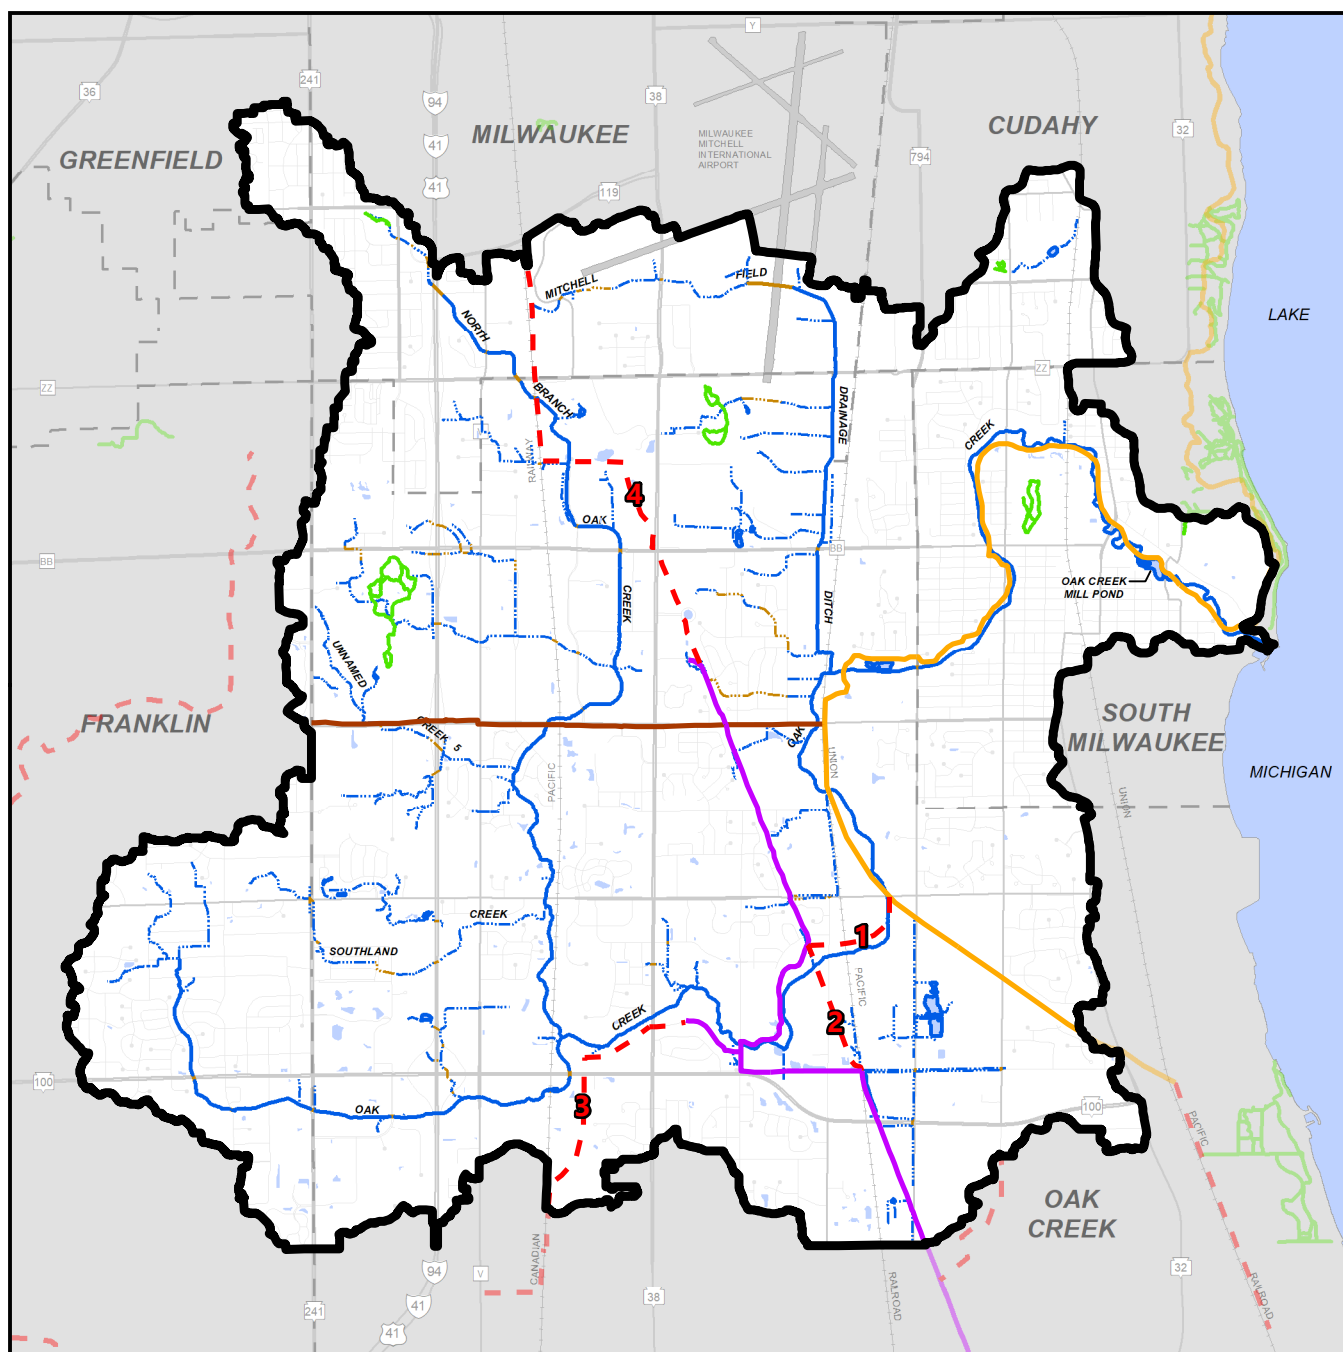 Y
36
241
94
38
MILWAUKEE
CUDAHY
32
41
MILWAUKEE
MITCHELL
INTERNATIONAL
AIRPORT
GREENFIELD
794
41
119
FIELD
MITCHELL
LAKE
NORTH
ZZ
ZZ
BRANCH
DRAINAGE
CREEK
RAILWAY
4
OAK
BB
BB
OAK CREEK
MILL POND
CREEK
DITCH
UNNAMED
FRANKLIN
SOUTH
MILWAUKEE
CREEK 5
OAK
UNION
PACIFIC
MICHIGAN
UNION
CREEK
SOUTHLAND
1
PACIFIC
CREEK
2
100
OAK
3
100
PACIFIC
OAK
CREEK
CANADIAN
94
V
38
RAILROAD
32
RAILROAD
241
41
41